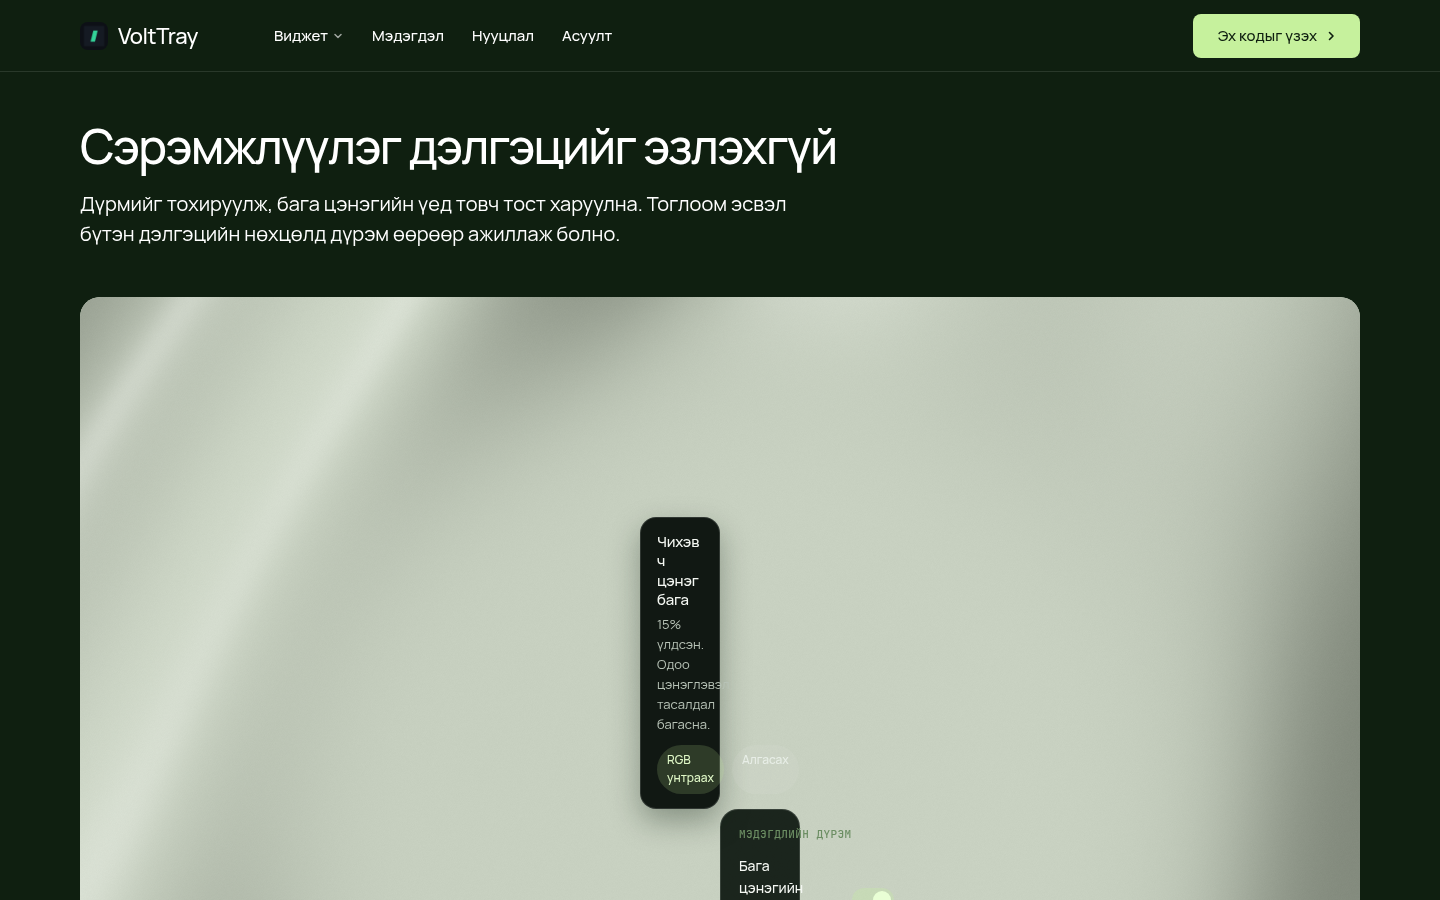 VoltTray
Виджет
Мэдэгдэл
Нууцлал
Асуулт
Эх кодыг үзэх
Сэрэмжлүүлэг дэлгэцийг эзлэхгүй
Дүрмийг тохируулж, бага цэнэгийн үед товч тост харуулна. Тоглоом эсвэл
бүтэн дэлгэцийн нөхцөлд дүрэм өөрөөр ажиллаж болно.
Чихэв
ч
цэнэг
бага
15%
үлдсэн.
Одоо
цэнэглэвэ
тасалдал
багасна.
RGB
унтраах
Алгасах
МЭДЭГДЛИЙН ДҮРЭМ
Бага
цэнэгийн